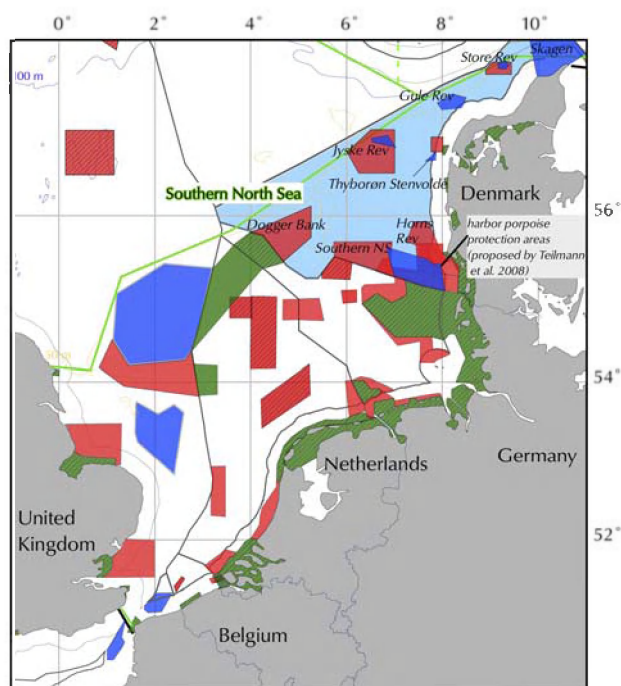 0° 2° 4° 6° 8° 10°
Store Rev
Skagen
00 m
Gule Rev
Jyske Rev
Thyborøn Stenvolde
Denmark
Southern North Sea
56°
Dogger Bank
Horns
Rev
Southern NS
harbor porpoise
protection areas
(proposed by Teilmann
et al. 2008)
54°
Netherlands
Germany
United
Kingdom
52°
Belgium